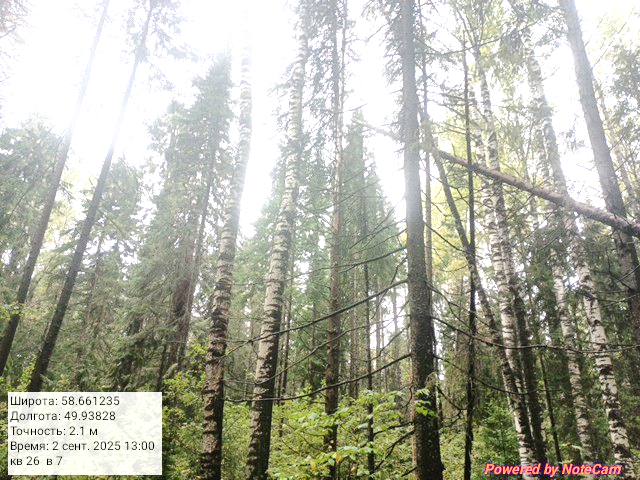 Широта: 58.661235
Долгота: 49.93828
Точность: 2.1 м
Время: 2 сент. 2025 13:00
кв 26 в 7
Powered by NoteCam